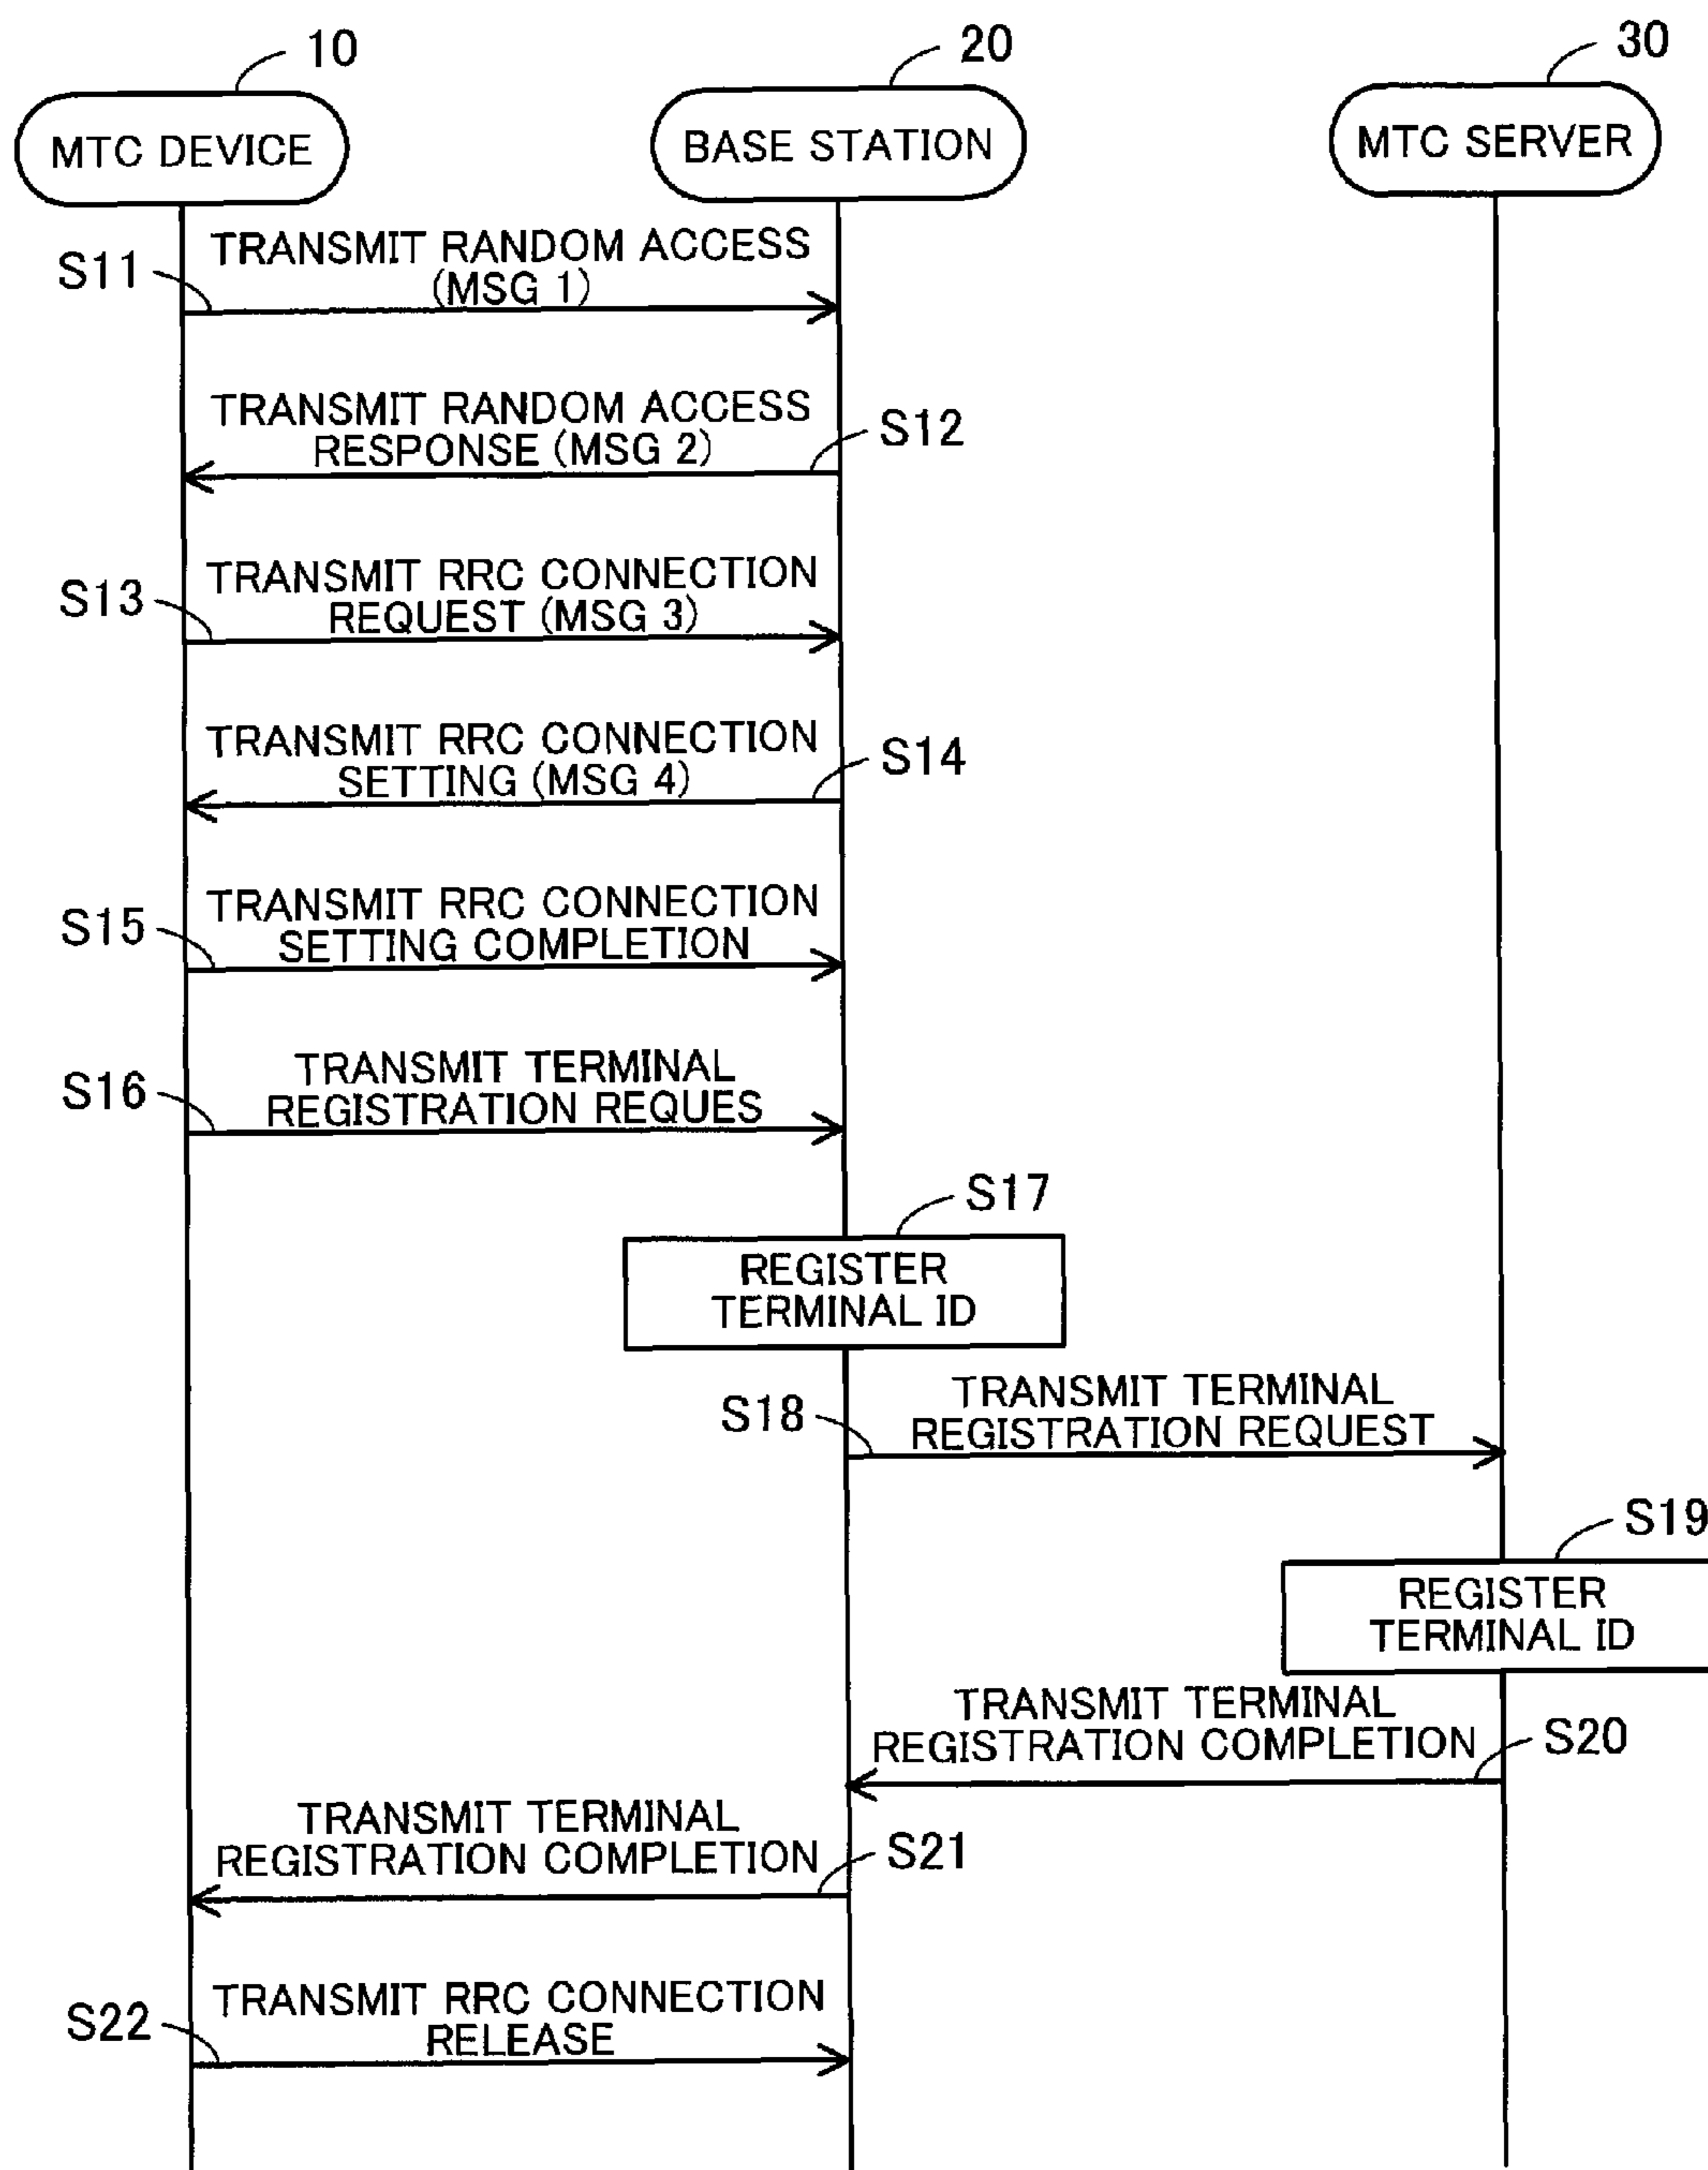 10
20
30
MTC DEVICE
BASE STATION
MTC SERVER
S11
TRANSMIT RANDOM ACCESS
(MSG 1)
TRANSMIT RANDOM ACCESS
RESPONSE (MSG 2)
S12
S13
TRANSMIT RRC CONNECTION
REQUEST (MSG 3)
TRANSMIT RRC CONNECTION
SETTING (MSG 4)
S14
S15
TRANSMIT RRC CONNECTION
SETTING COMPLETION
S16
TRANSMIT TERMINAL
REGISTRATION REQUES
S17
REGISTER
TERMINAL ID
S18
TRANSMIT TERMINAL
REGISTRATION REQUEST
S19
REGISTER
TERMINAL ID
TRANSMIT TERMINAL
REGISTRATION COMPLETION
S20
TRANSMIT TERMINAL
REGISTRATION COMPLETION
S21
S22
TRANSMIT RRC CONNECTION
RELEASE